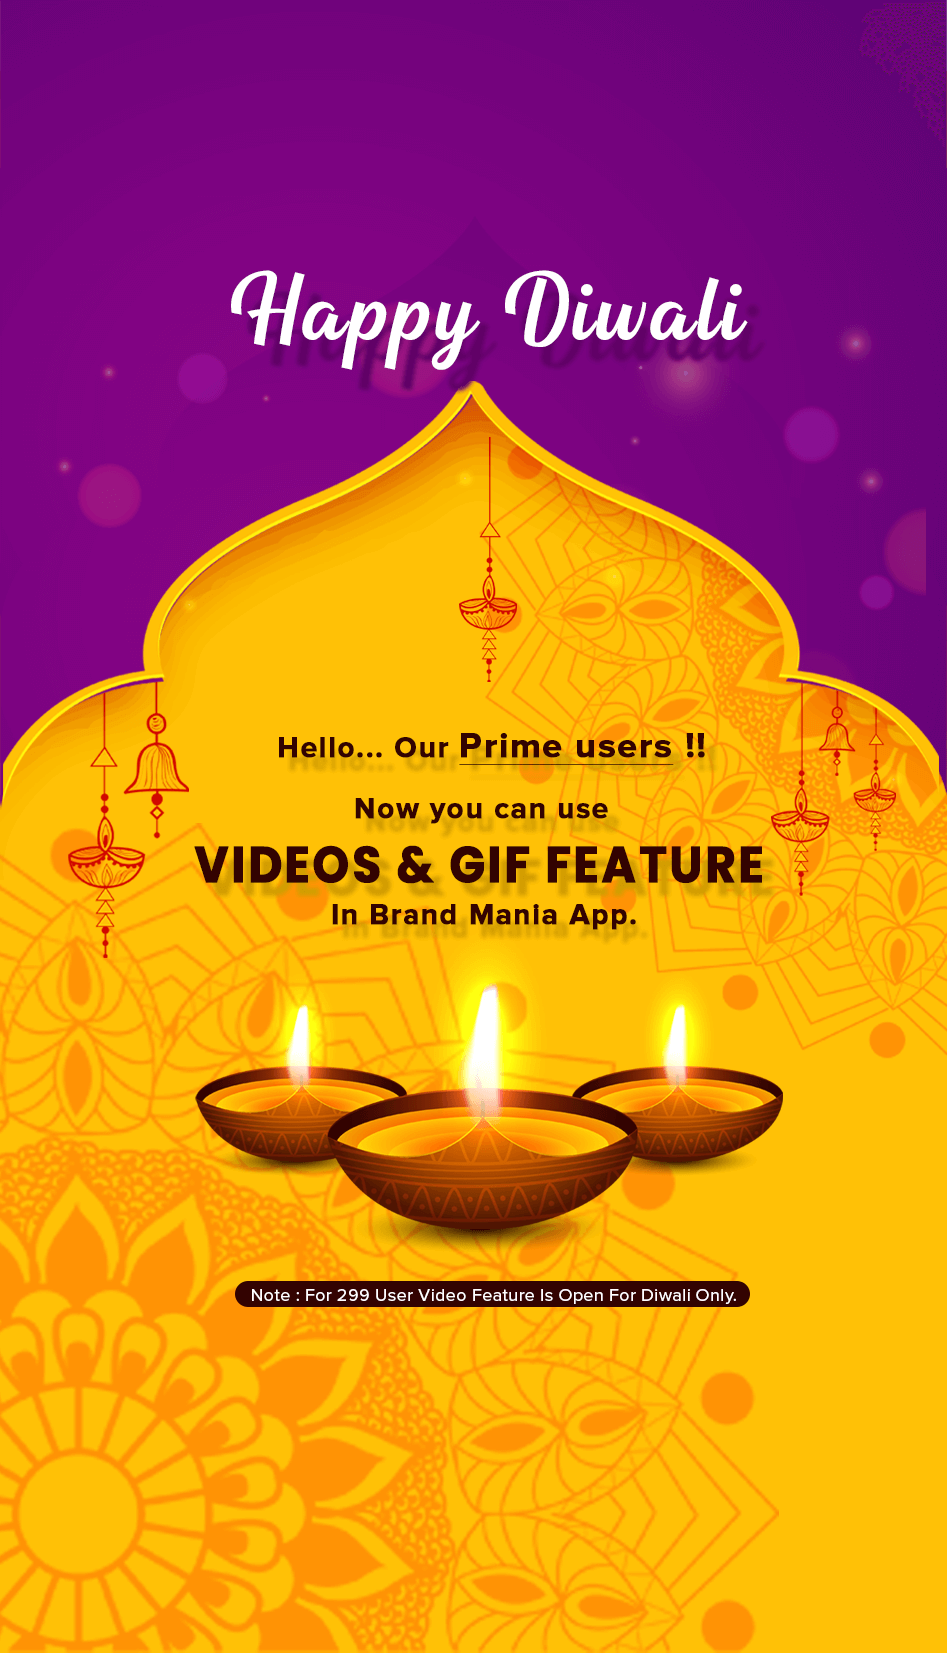 Happy Diwali
Hello... Our Prime users !!
Now you can use
VIDEOS & GIF FEATURE
In Brand Mania App.
Note : For 299 User Video Feature Is Open For Diwali Only.